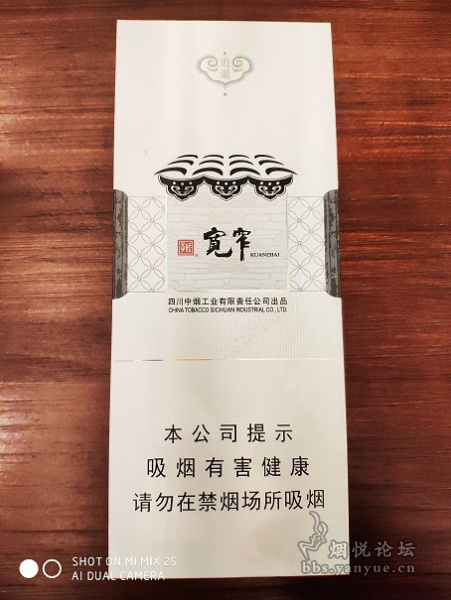 逍遥
宽窄
KUANZHAI
四川中烟工业有限责任公司出品
CHINA TOBACCO SICHUAN INDUSTRIAL CO., LTD.
本公司提示
吸烟有害健康
请勿在禁烟场所吸烟
SHOT ON MI MIX 2S
AI DUAL CAMERA
烟悦论坛
bbs.yanyue.cn